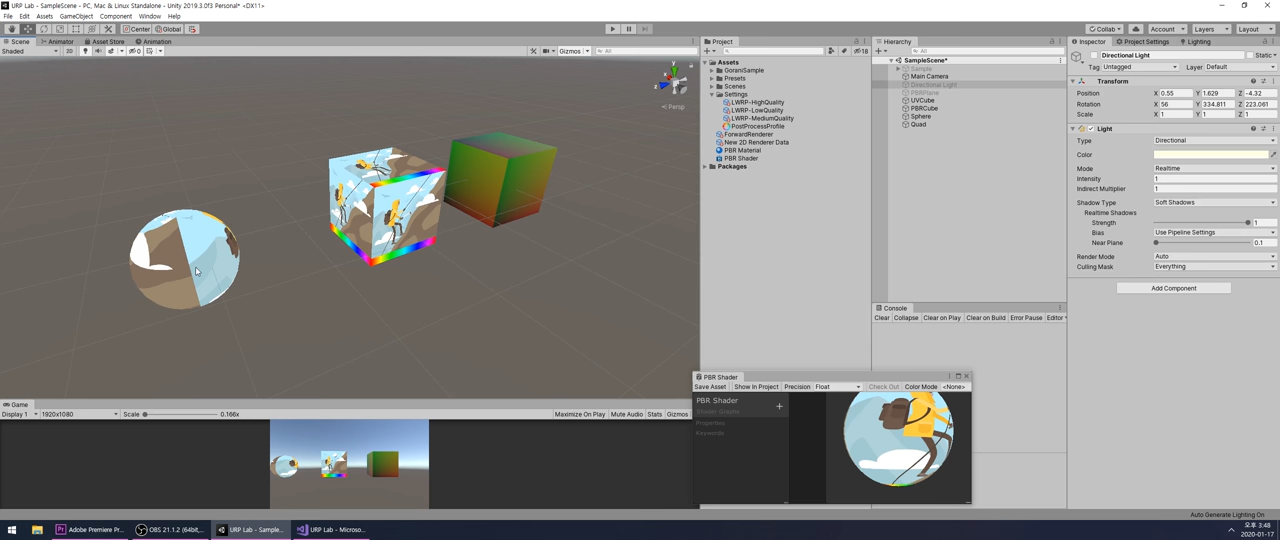 URP Lab - SampleScene - PC, Mac & Linux Standalone - Unity 2019.3.0f3 Personal* <DX11>
File Edit Assets GameObject Component Window Help
Center Global
Collab Account Layers Layout
Scene Animator Asset Store Animation
Shaded 2D Gizmos All
y
z
Persp
Game
Display 1 1920x1080 Scale 0.166x Maximize On Play Mute Audio Stats Gizmos
Project
18
Assets
GoraniSample
Presets
Scenes
Settings
LWRP-HighQuality
LWRP-LowQuality
LWRP-MediumQuality
PostProcessProfile
ForwardRenderer
New 2D Renderer Data
PBR Material
PBR Shader
Packages
Hierarchy
All
SampleScene*
Sample
Main Camera
Directional Light
PBRPlane
UVCube
PBRCube
Sphere
Quad
Console
Clear Collapse Clear on Play Clear on Build Error Pause Editor
PBR Shader
Save Asset Show In Project Precision Float Check Out Color Mode <None>
PBR Shader
Shader Graphs
Properties
Keywords
Inspector Project Settings Lighting
Directional Light Static
Tag Untagged Layer Default
Transform
Position X 0.55 Y 1.629 Z -4.32
Rotation X 56 Y 334.811 Z 223.061
Scale X 1 Y 1 Z 1
Light
Type Directional
Color
Mode Realtime
Intensity 1
Indirect Multiplier 1
Shadow Type Soft Shadows
Realtime Shadows
Strength 1
Bias Use Pipeline Settings
Near Plane 0.1
Render Mode Auto
Culling Mask Everything
Add Component
Auto Generate Lighting On
Adobe Premiere Pr... OBS 21.1.2 (64bit,... URP Lab - Sample... URP Lab - Microso...
오후 3:48
2020-01-17